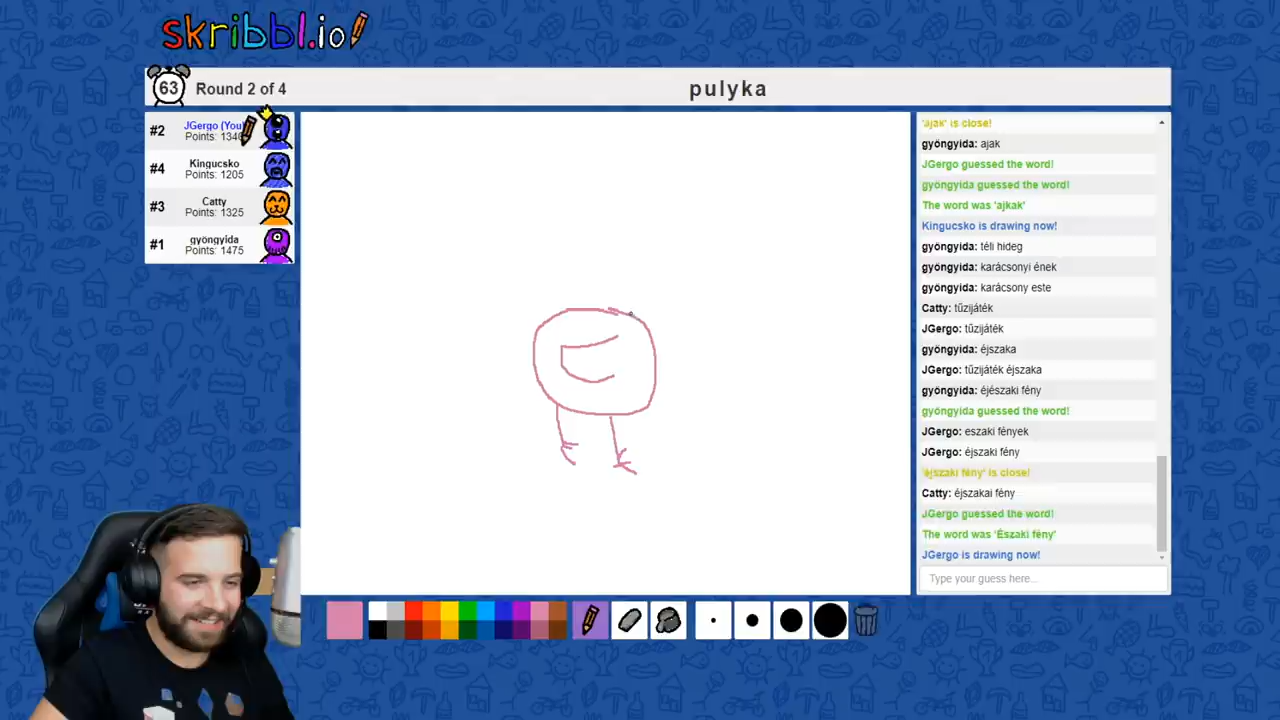 skribbl.io
63
Round 2 of 4
pulyka
#2
JGergo (You)
Points: 1346
#4
Kingucsko
Points: 1205
#3
Catty
Points: 1325
#1
gyöngyida
Points: 1475
'ajak' is close!
gyöngyida: ajak
JGergo guessed the word!
gyöngyida guessed the word!
The word was 'ajkak'
Kingucsko is drawing now!
gyöngyida: téli hideg
gyöngyida: karácsonyi ének
gyöngyida: karácsony este
Catty: tűzijáték
JGergo: tűzijáték
gyöngyida: éjszaka
JGergo: tűzijáték éjszaka
gyöngyida: éjészaki fény
gyöngyida guessed the word!
JGergo: eszaki fények
JGergo: éjszaki fény
'éjszaki fény' is close!
Catty: éjszakai fény
JGergo guessed the word!
The word was 'Északi fény'
JGergo is drawing now!
Type your guess here...